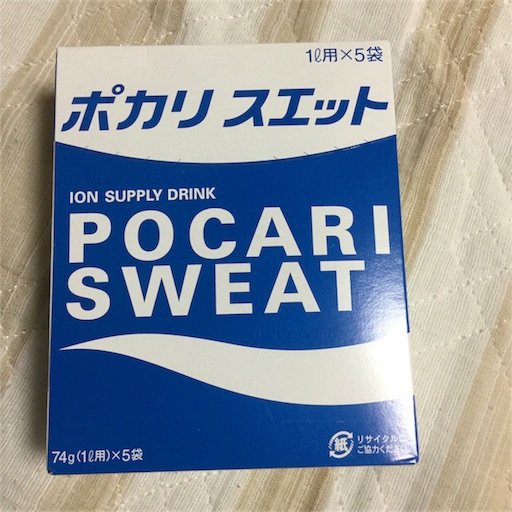 1ℓ用×5袋
ポカリ スエット
ION SUPPLY DRINK
POCARI
SWEAT
74g(1ℓ用)×5袋
紙
リサイクルに
ご協力ください